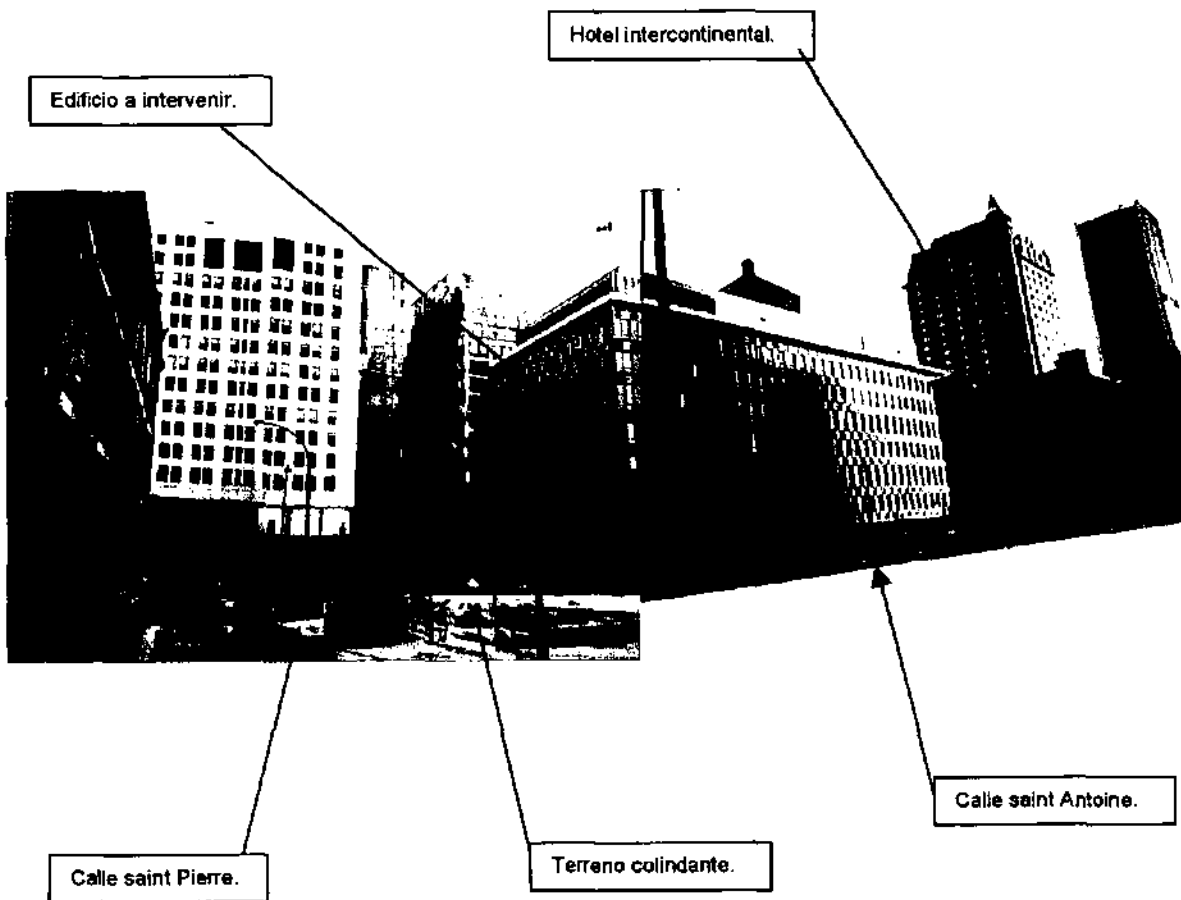 Hotel intercontinental.
Edificio a intervenir.
Calle saint Antoine.
Terreno colindante.
Calle saint Pierre.